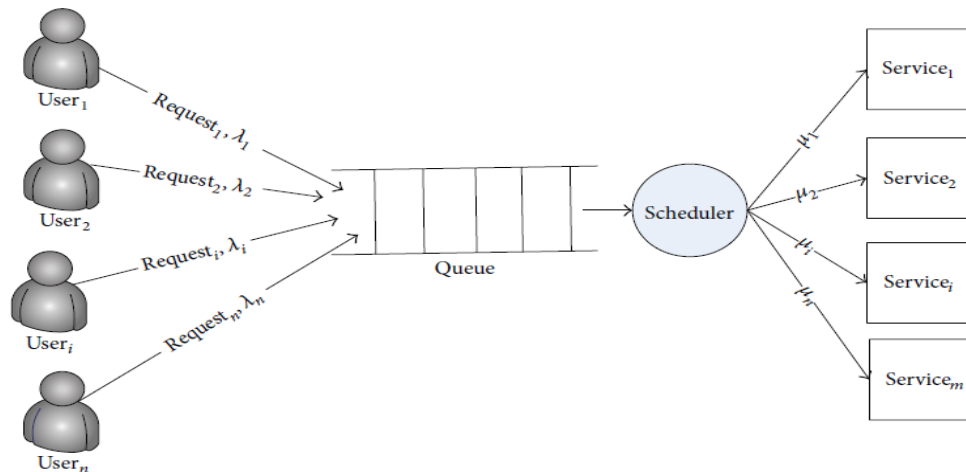 User₁
Request₁, λ₁
User₂
Request₂, λ₂
Userᵢ
Requestᵢ, λᵢ
Userₙ
Requestₙ, λₙ
Queue
Scheduler
μ₁
μ₂
μᵢ
μₙ
Service₁
Service₂
Serviceᵢ
Serviceₘ